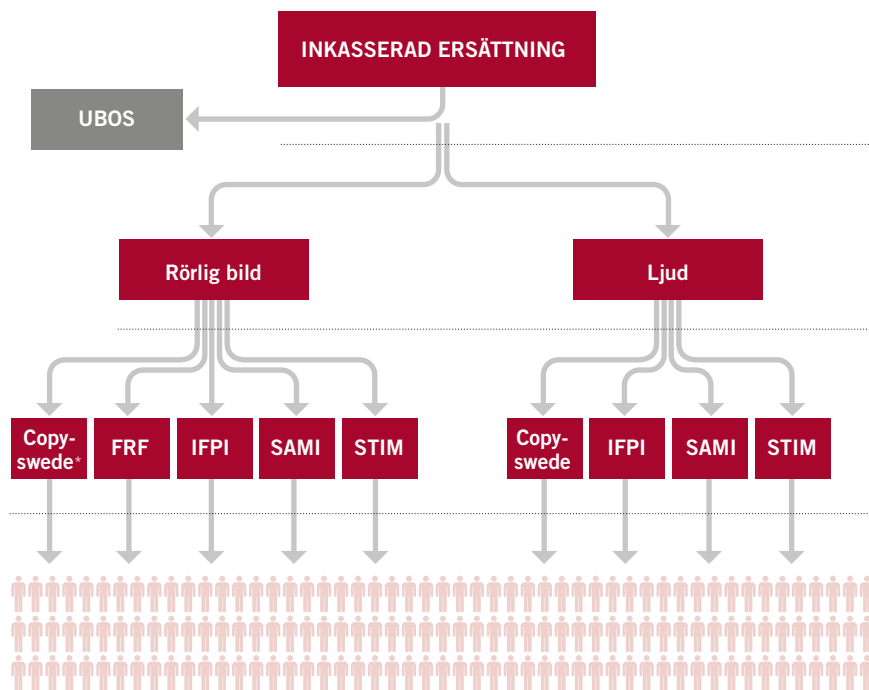 INKASSERAD ERSÄTTNING
UBOS
Rörlig bild
Ljud
Copy-
swede*
FRF
IFPI
SAMI
STIM
Copy-
swede
IFPI
SAMI
STIM